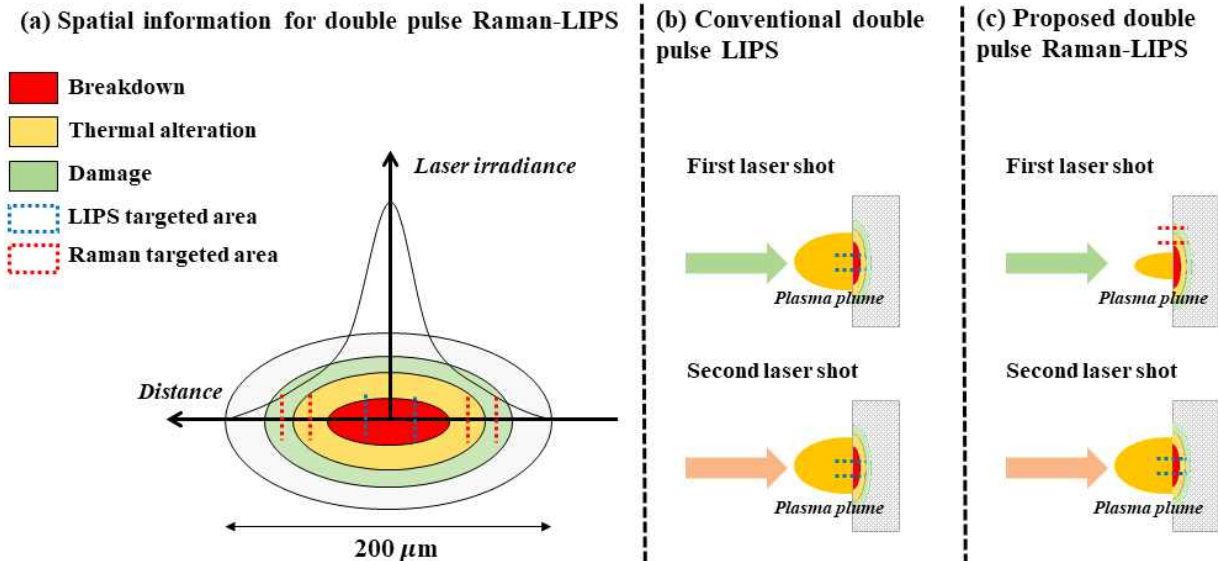 (a) Spatial information for double pulse Raman-LIPS
Breakdown
Thermal alteration
Damage
LIPS targeted area
Raman targeted area
Laser irradiance
Distance
200 μm
(b) Conventional double
pulse LIPS
First laser shot
Plasma plume
Second laser shot
Plasma plume
(c) Proposed double
pulse Raman-LIPS
First laser shot
Plasma plume
Second laser shot
Plasma plume